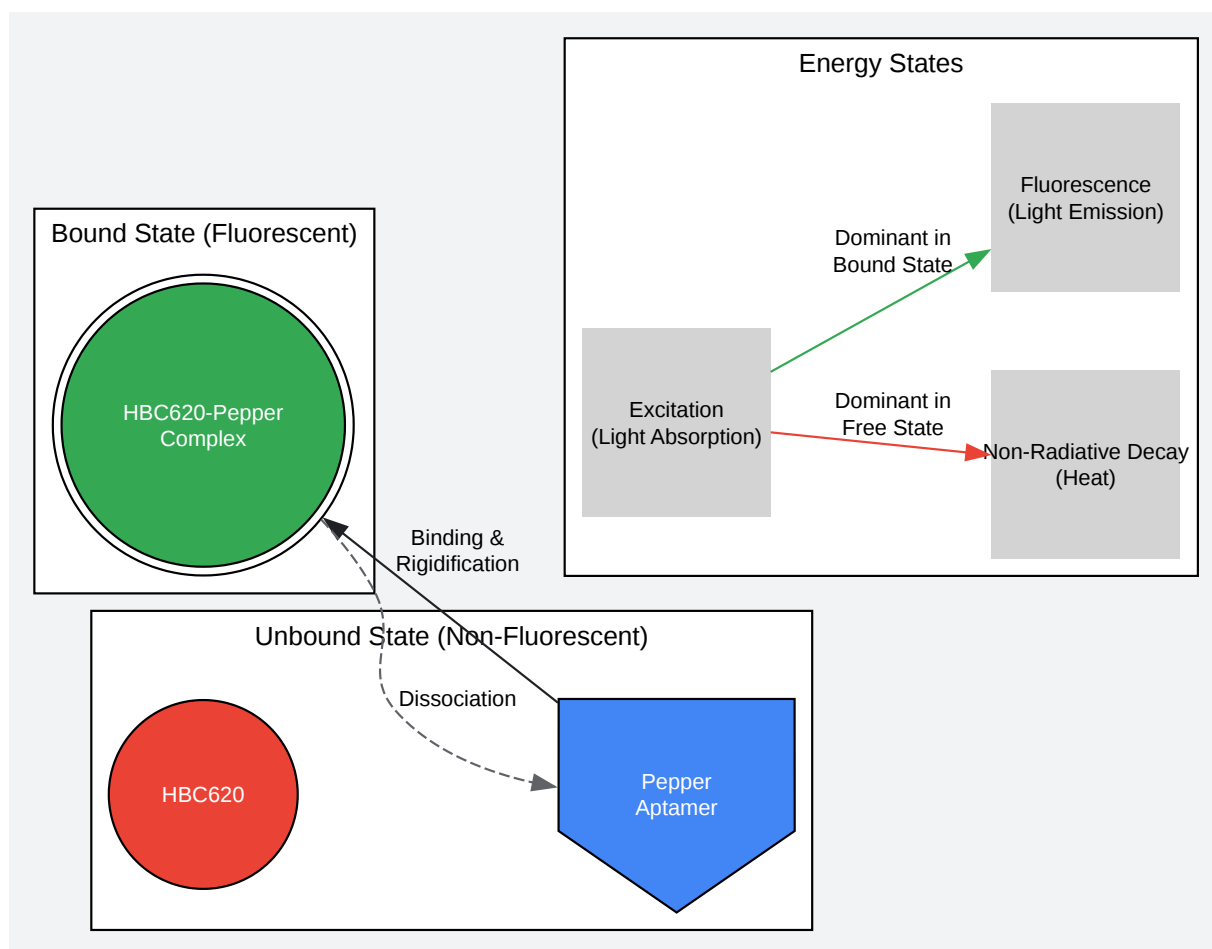 Energy States
Fluorescence
(Light Emission)
Dominant in
Bound State
Excitation
(Light Absorption)
Dominant in
Free State
Non-Radiative Decay
(Heat)
Bound State (Fluorescent)
HBC620-Pepper
Complex
Binding &
Rigidification
Unbound State (Non-Fluorescent)
Dissociation
HBC620
Pepper
Aptamer